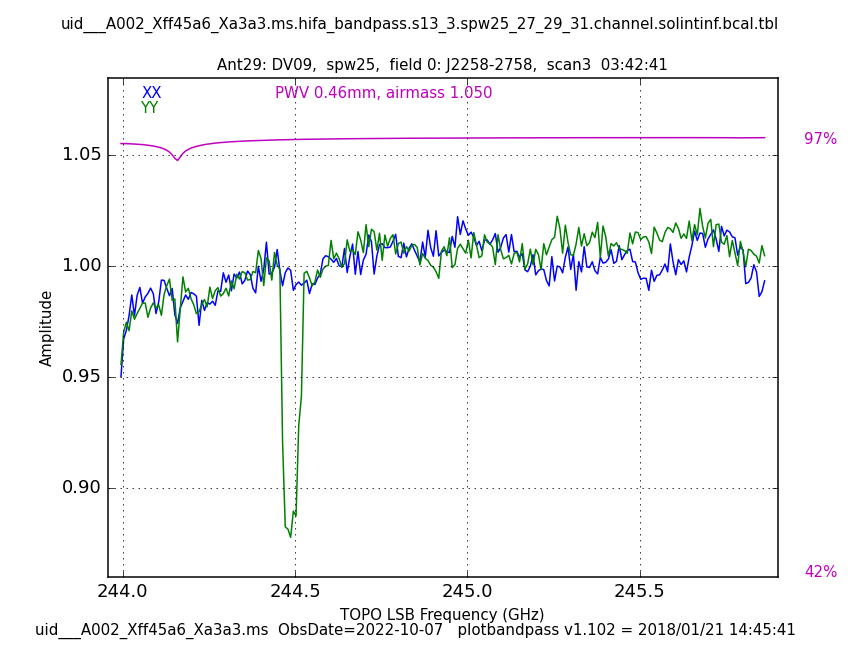 uid___A002_Xff45a6_Xa3a3.ms.hifa_bandpass.s13_3.spw25_27_29_31.channel.solintinf.bcal.tbl
Ant29: DV09,  spw25,  field 0: J2258-2758,  scan3  03:42:41
XX
PWV 0.46mm, airmass 1.050
YY
97%
1.05
1.00
0.95
0.90
Amplitude
42%
244.0 244.5 245.0 245.5
TOPO LSB Frequency (GHz)
uid___A002_Xff45a6_Xa3a3.ms  ObsDate=2022-10-07   plotbandpass v1.102 = 2018/01/21 14:45:41